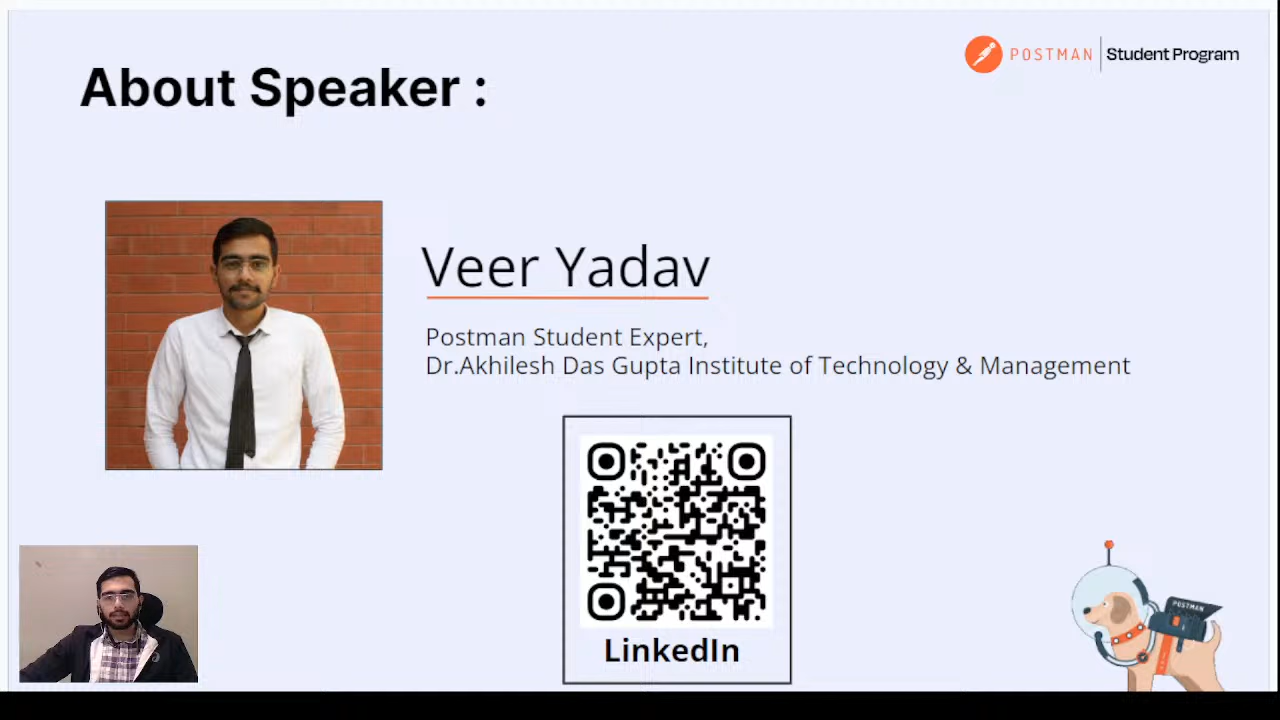 About Speaker :
POSTMAN Student Program
Veer Yadav
Postman Student Expert,
Dr.Akhilesh Das Gupta Institute of Technology & Management
LinkedIn
POSTMAN